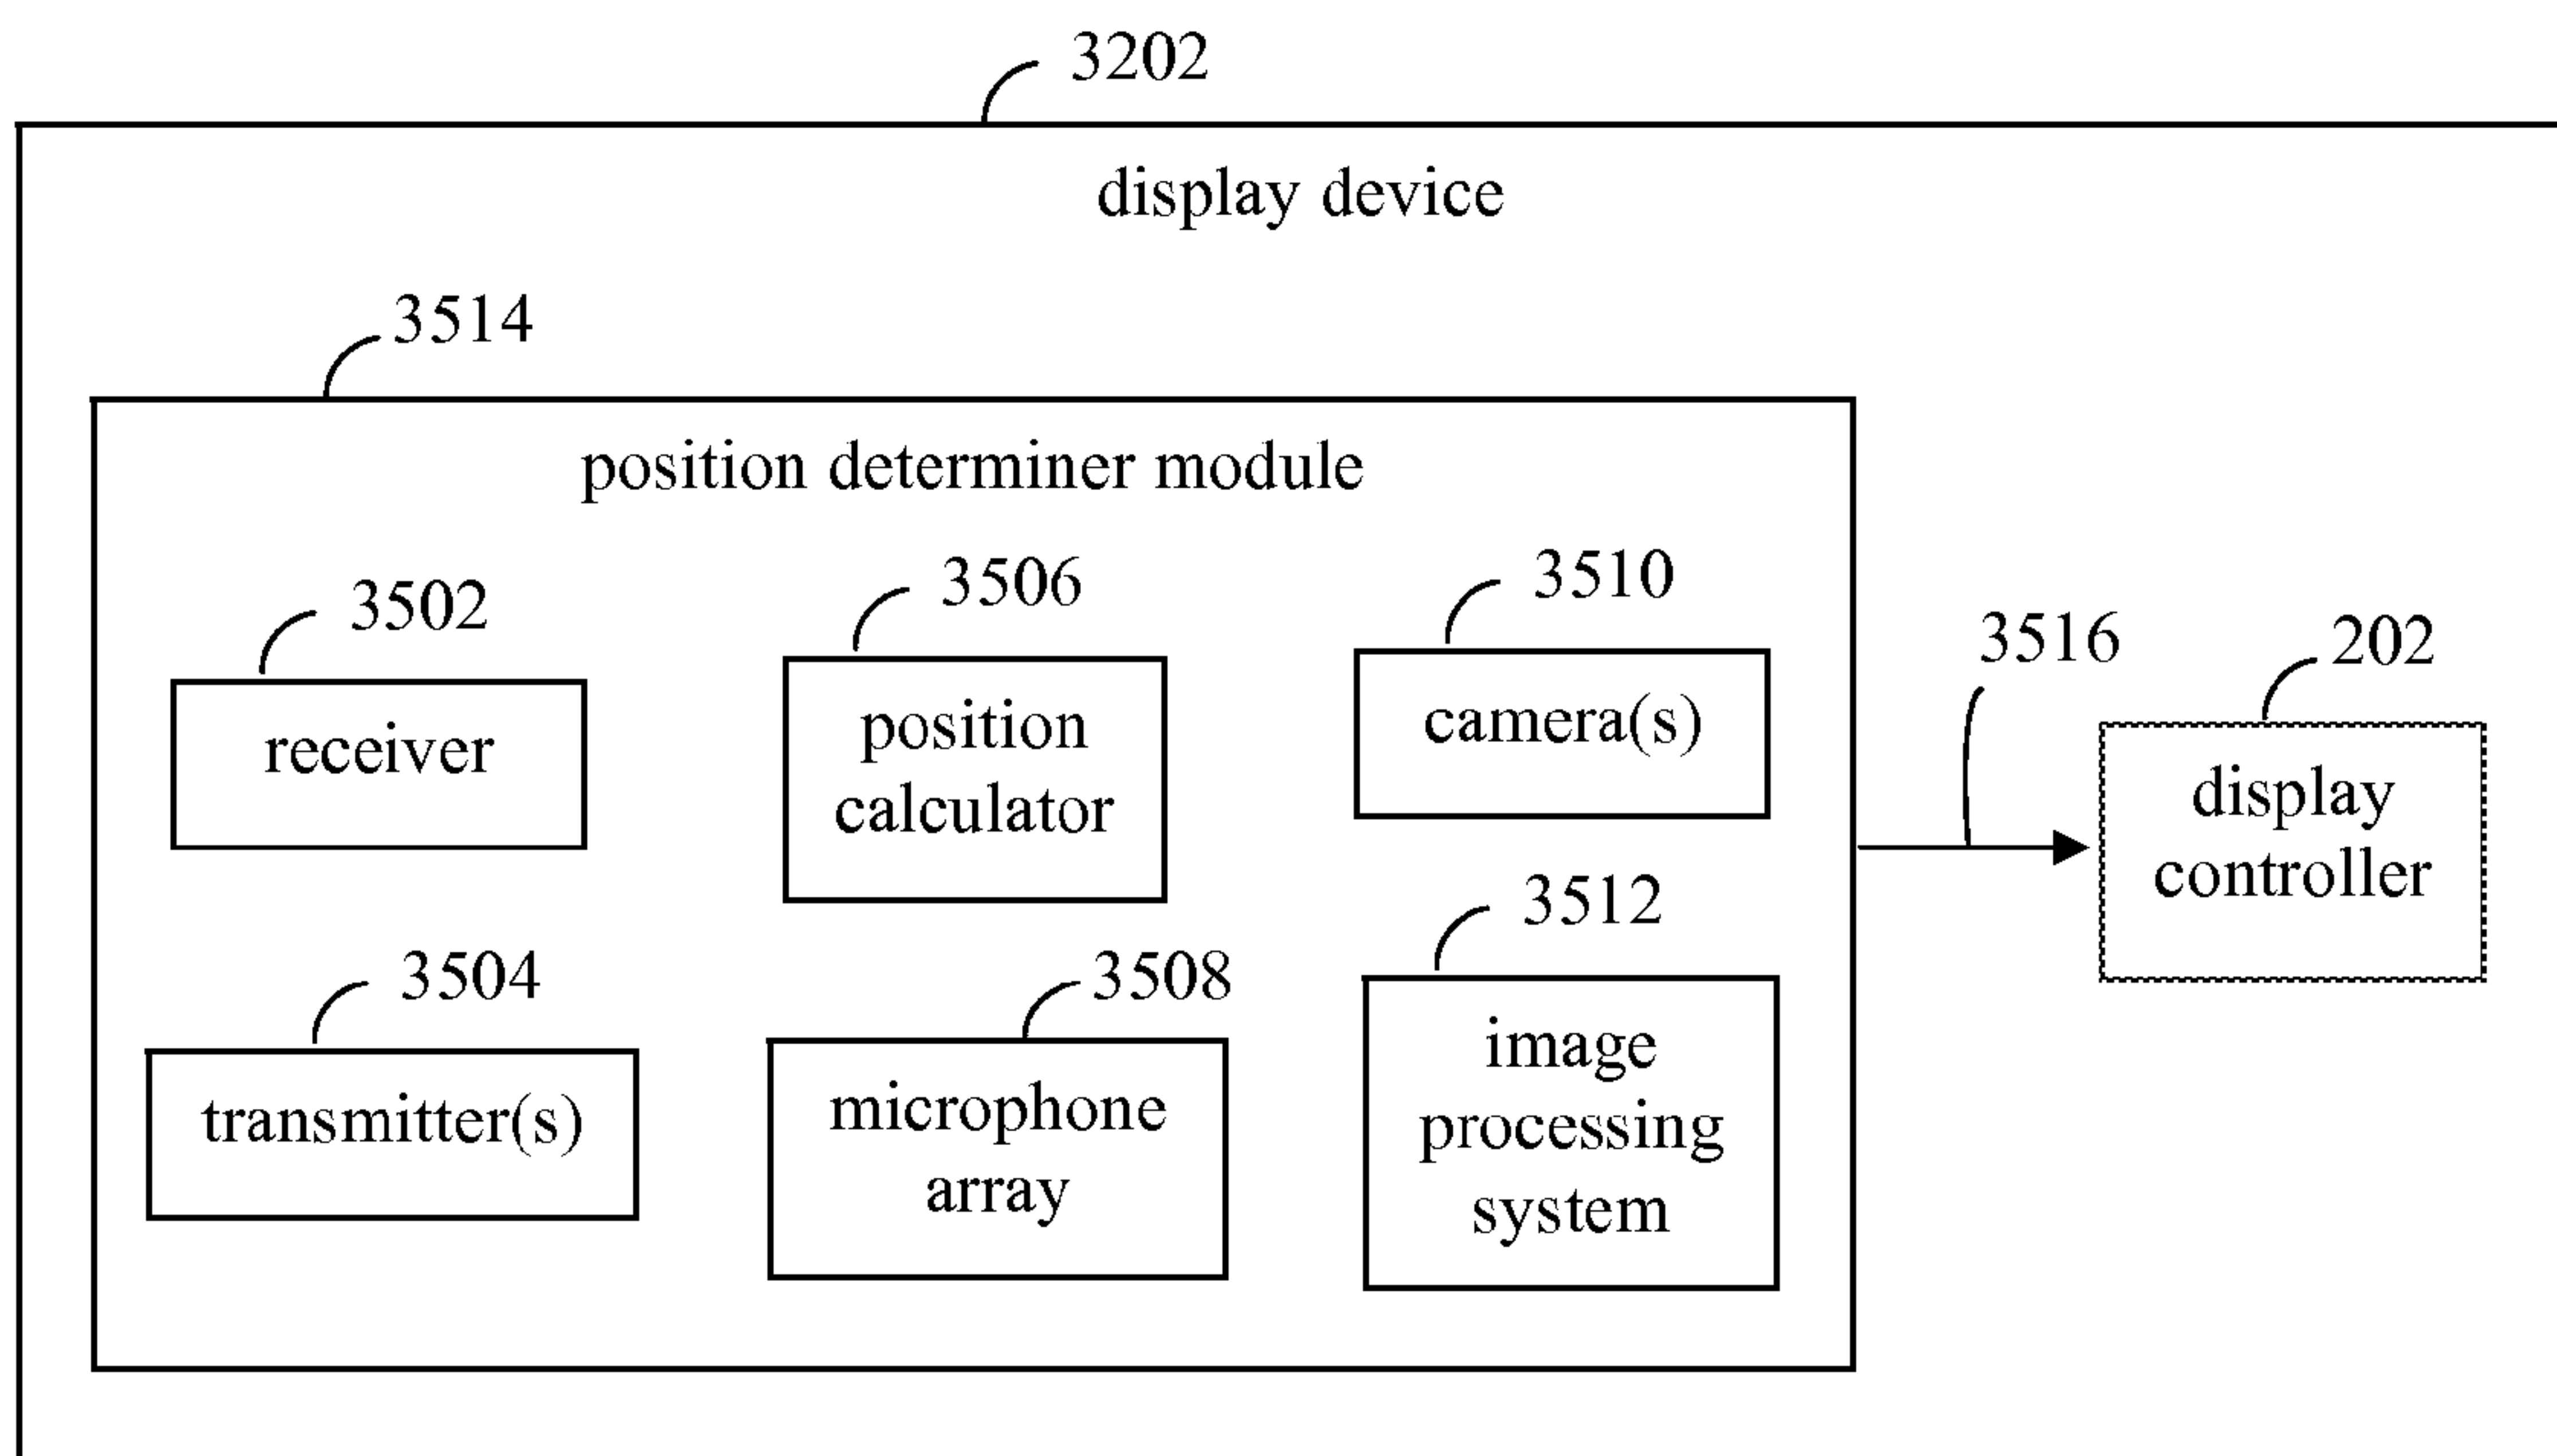 3202
display device
3514
position determiner module
3502
receiver
3506
position
calculator
3510
camera(s)
3516
202
display
controller
3504
transmitter(s)
3508
microphone
array
3512
image
processing
system